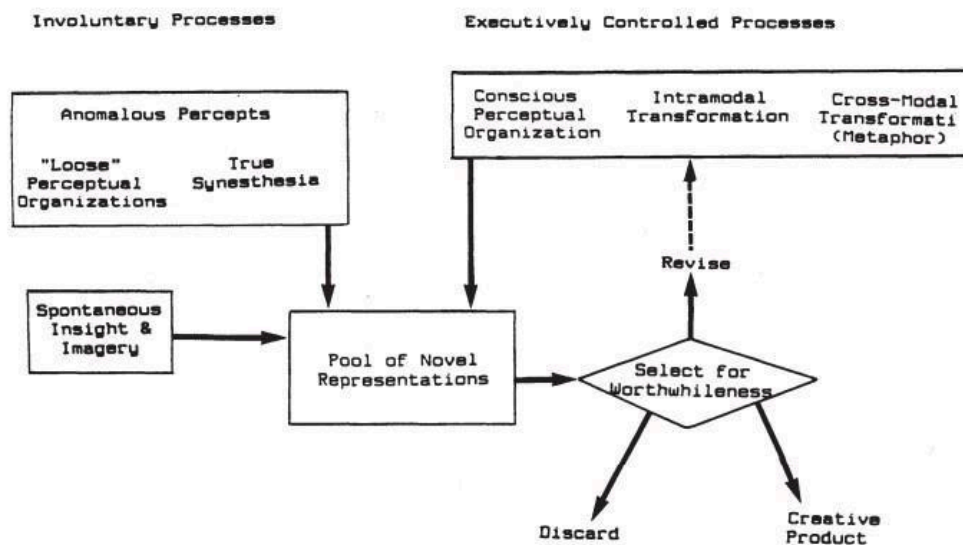 Involuntary Processes
Executively Controlled Processes
Anomalous Percepts
"Loose"
Perceptual
Organizations
True
Synesthesia
Conscious
Perceptual
Organization
Intramodal
Transformation
Cross-Modal
Transformati
(Metaphor)
Revise
Spontaneous
Insight &
Imagery
Pool of Novel
Representations
Select for
Worthwhileness
Discard
Creative
Product